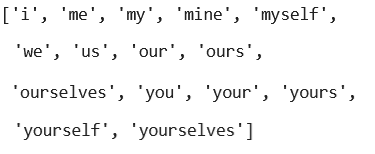 ['i', 'me', 'my', 'mine', 'myself',
'we', 'us', 'our', 'ours',
'ourselves', 'you', 'your', 'yours',
'yourself', 'yourselves']